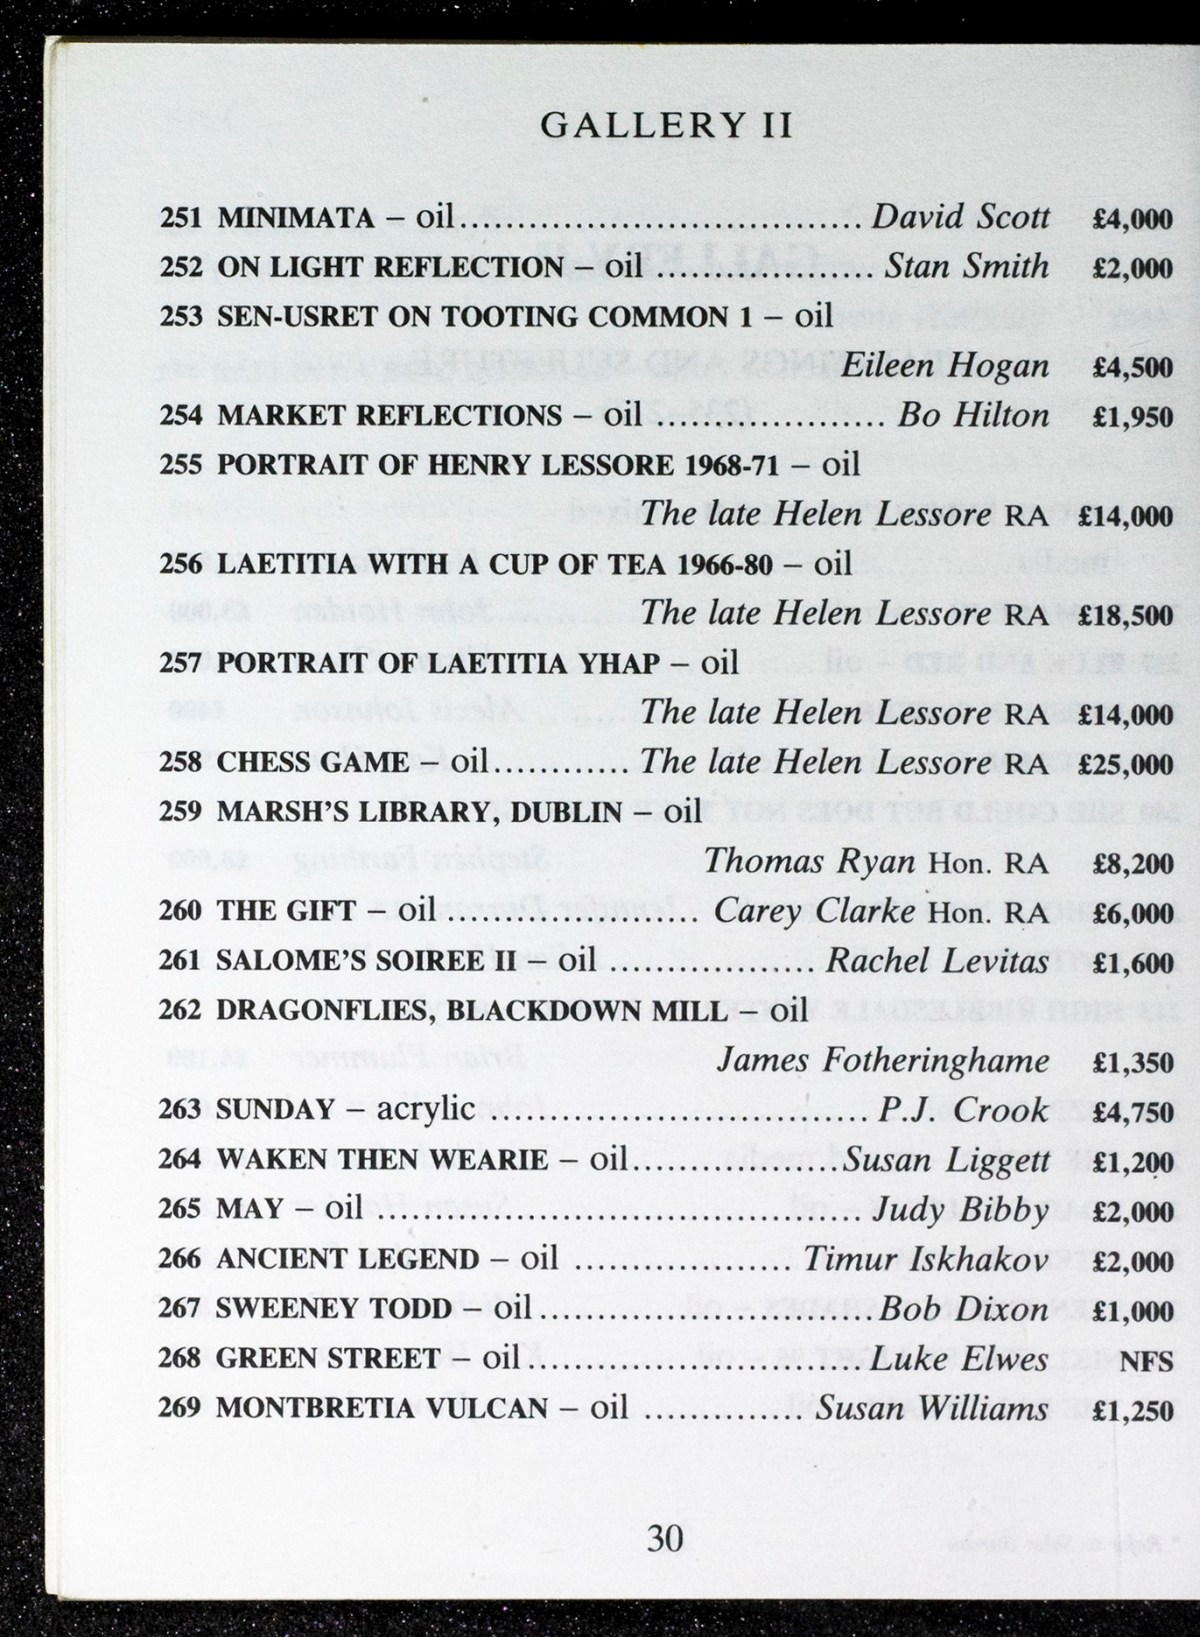 GALLERY II
251 MINIMATA – oil........................................ David Scott £4,000
252 ON LIGHT REFLECTION – oil .................... Stan Smith £2,000
253 SEN-USRET ON TOOTING COMMON 1 – oil
Eileen Hogan £4,500
254 MARKET REFLECTIONS – oil ..................... Bo Hilton £1,950
255 PORTRAIT OF HENRY LESSORE 1968-71 – oil
The late Helen Lessore RA £14,000
256 LAETITIA WITH A CUP OF TEA 1966-80 – oil
The late Helen Lessore RA £18,500
257 PORTRAIT OF LAETITIA YHAP – oil
The late Helen Lessore RA £14,000
258 CHESS GAME – oil............ The late Helen Lessore RA £25,000
259 MARSH'S LIBRARY, DUBLIN – oil
Thomas Ryan Hon. RA £8,200
260 THE GIFT – oil ........................ Carey Clarke Hon. RA £6,000
261 SALOME'S SOIREE II – oil ................... Rachel Levitas £1,600
262 DRAGONFLIES, BLACKDOWN MILL – oil
James Fotheringhame £1,350
263 SUNDAY – acrylic .................................... P.J. Crook £4,750
264 WAKEN THEN WEARIE – oil....................Susan Liggett £1,200
265 MAY – oil .............................................. Judy Bibby £2,000
266 ANCIENT LEGEND – oil ..................... Timur Iskhakov £2,000
267 SWEENEY TODD – oil................................Bob Dixon £1,000
268 GREEN STREET – oil................................. Luke Elwes NFS
269 MONTBRETIA VULCAN – oil ............... Susan Williams £1,250
30